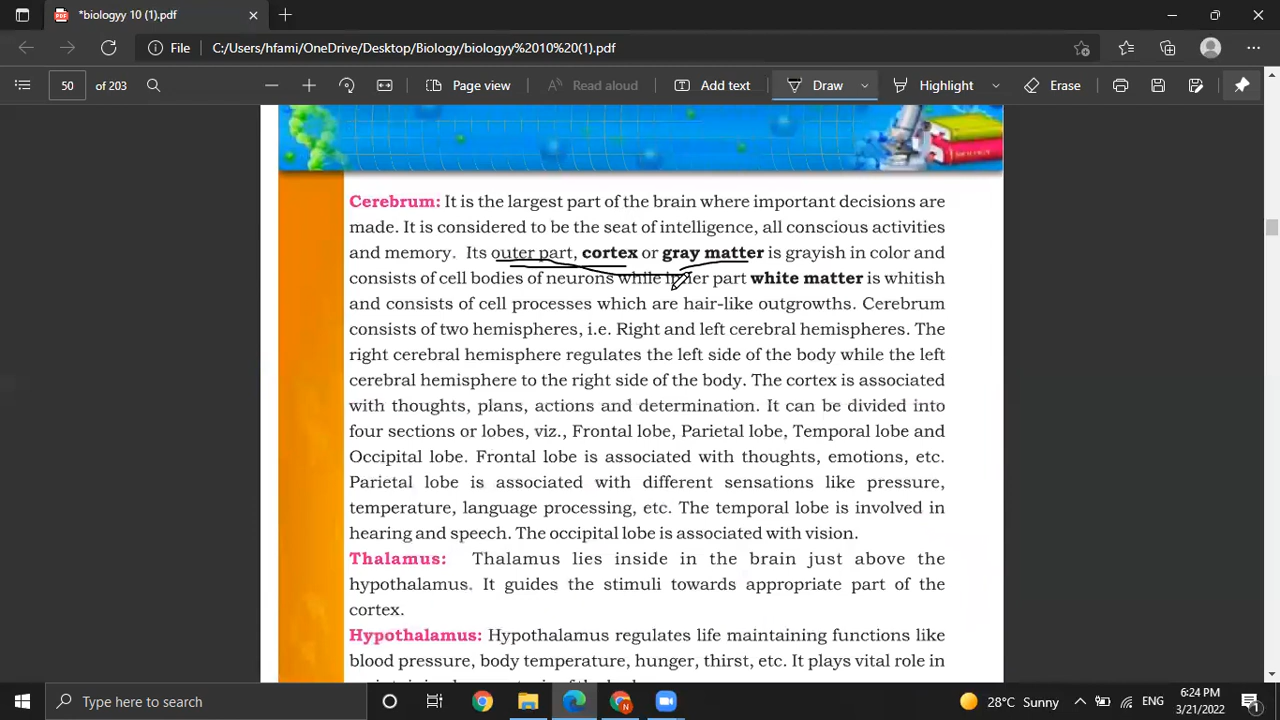 *biologyy 10 (1).pdf
File C:/Users/hfami/OneDrive/Desktop/Biology/biologyy%2010%20(1).pdf
50 of 203 Page view Read aloud Add text Draw Highlight Erase
BIOLOGY
Cerebrum: It is the largest part of the brain where important decisions are
made. It is considered to be the seat of intelligence, all conscious activities
and memory. Its outer part, cortex or gray matter is grayish in color and
consists of cell bodies of neurons while inner part white matter is whitish
and consists of cell processes which are hair-like outgrowths. Cerebrum
consists of two hemispheres, i.e. Right and left cerebral hemispheres. The
right cerebral hemisphere regulates the left side of the body while the left
cerebral hemisphere to the right side of the body. The cortex is associated
with thoughts, plans, actions and determination. It can be divided into
four sections or lobes, viz., Frontal lobe, Parietal lobe, Temporal lobe and
Occipital lobe. Frontal lobe is associated with thoughts, emotions, etc.
Parietal lobe is associated with different sensations like pressure,
temperature, language processing, etc. The temporal lobe is involved in
hearing and speech. The occipital lobe is associated with vision.
Thalamus: Thalamus lies inside in the brain just above the
hypothalamus. It guides the stimuli towards appropriate part of the
cortex.
Hypothalamus: Hypothalamus regulates life maintaining functions like
blood pressure, body temperature, hunger, thirst, etc. It plays vital role in
Type here to search 28°C Sunny ENG 6:24 PM
3/21/2022